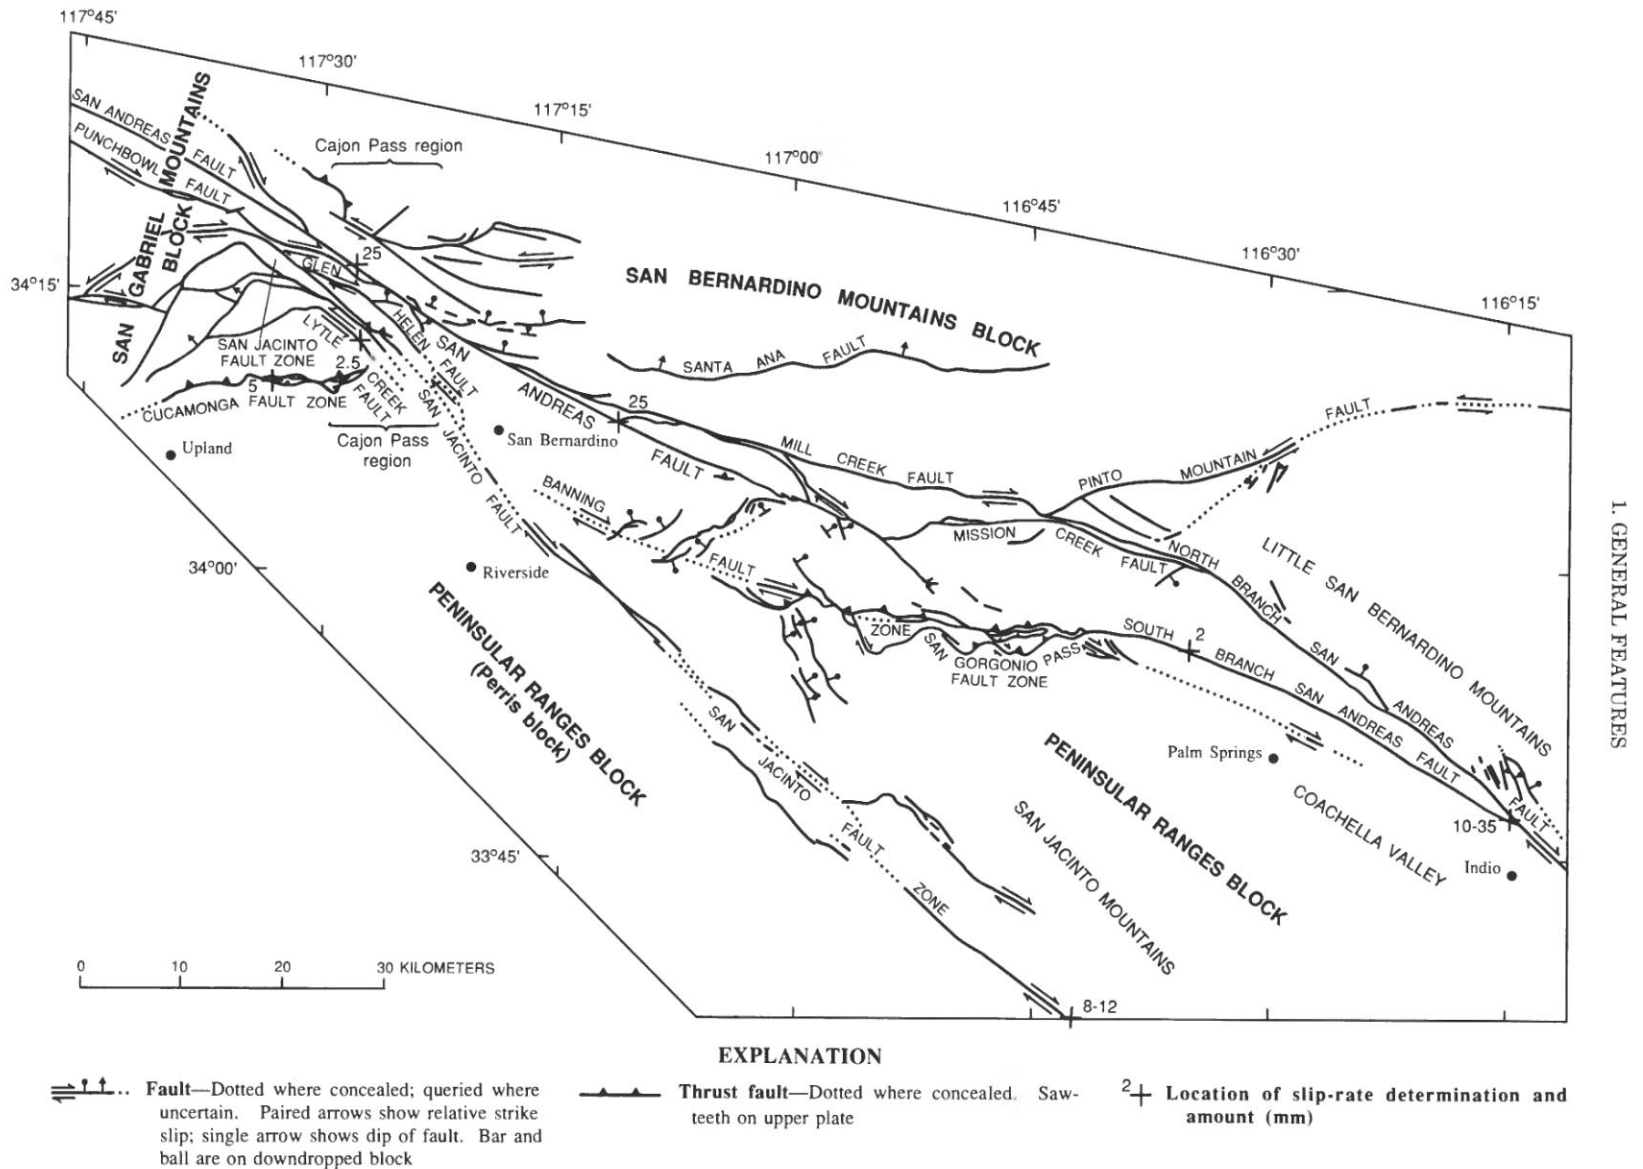 117°45'
117°30'
117°15'
117°00'
116°45'
116°30'
116°15'
34°15'
34°00'
33°45'
SAN ANDREAS FAULT
PUNCHBOWL FAULT
SAN GABRIEL MOUNTAINS
BLOCK
Cajon Pass region
25
GLEN HELEN FAULT
SAN BERNARDINO MOUNTAINS BLOCK
SANTA ANA FAULT
SAN JACINTO
FAULT ZONE
LYTLE CREEK FAULT
2.5
5
CUCAMONGA FAULT ZONE
Cajon Pass
region
SAN JACINTO FAULT
SAN ANDREAS FAULT
25
Upland
San Bernardino
MILL CREEK FAULT
PINTO MOUNTAIN FAULT
BANNING FAULT ZONE
MISSION CREEK FAULT
NORTH BRANCH SAN ANDREAS FAULT
LITTLE SAN BERNARDINO MOUNTAINS
Riverside
PENINSULAR RANGES BLOCK
(Perris block)
SAN GORGONIO PASS
FAULT ZONE
SOUTH BRANCH SAN ANDREAS FAULT
2
SAN JACINTO FAULT ZONE
PENINSULAR RANGES BLOCK
Palm Springs
COACHELLA VALLEY
SAN JACINTO MOUNTAINS
10-35
Indio
8-12
0 10 20 30 KILOMETERS
1. GENERAL FEATURES
EXPLANATION
Fault—Dotted where concealed; queried where
uncertain. Paired arrows show relative strike
slip; single arrow shows dip of fault. Bar and
ball are on downdropped block
Thrust fault—Dotted where concealed. Saw-
teeth on upper plate
2
Location of slip-rate determination and
amount (mm)